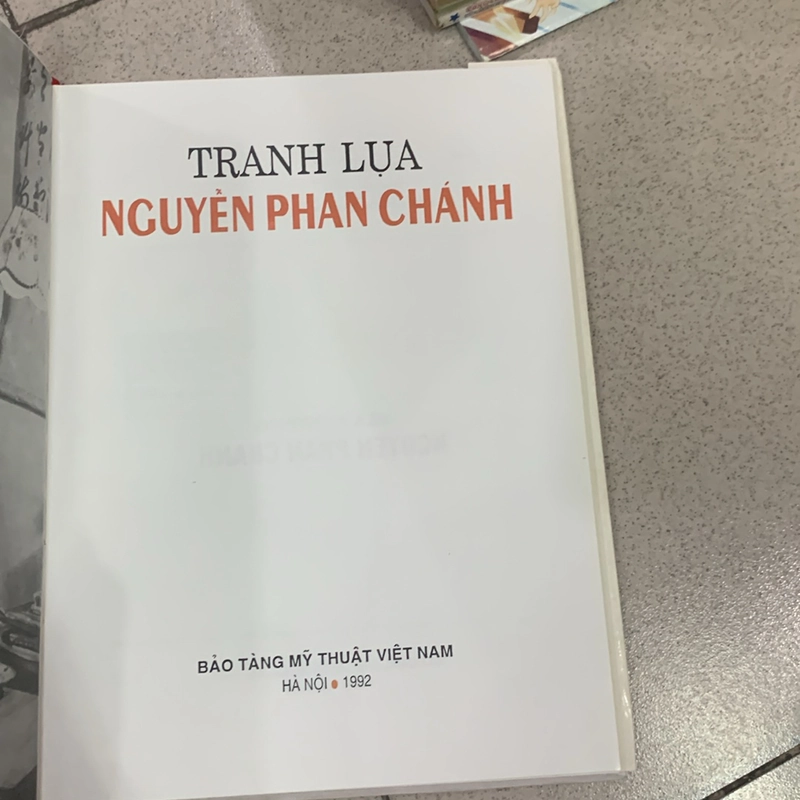 TRANH LỤA
NGUYỄN PHAN CHÁNH
BẢO TÀNG MỸ THUẬT VIỆT NAM
HÀ NỘI • 1992